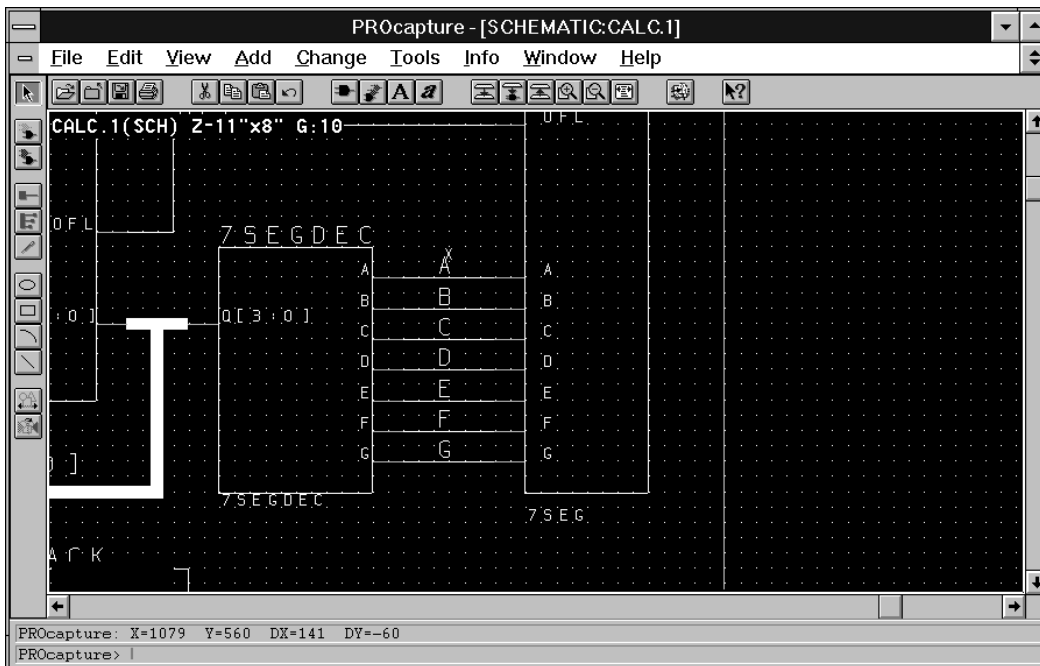 PROcapture - [SCHEMATIC:CALC.1]
File Edit View Add Change Tools Info Window Help
A a
CALC.1(SCH) Z-11"x8" G:10
OFL
OFL
7SEGDEC
A A A
B B B
:0] Q[3:0]
C C C
D D D
E E E
F F F
G G G
]
7SEGDEC
7SEG
PROcapture: X=1079 Y=560 DX=141 DY=-60
PROcapture>